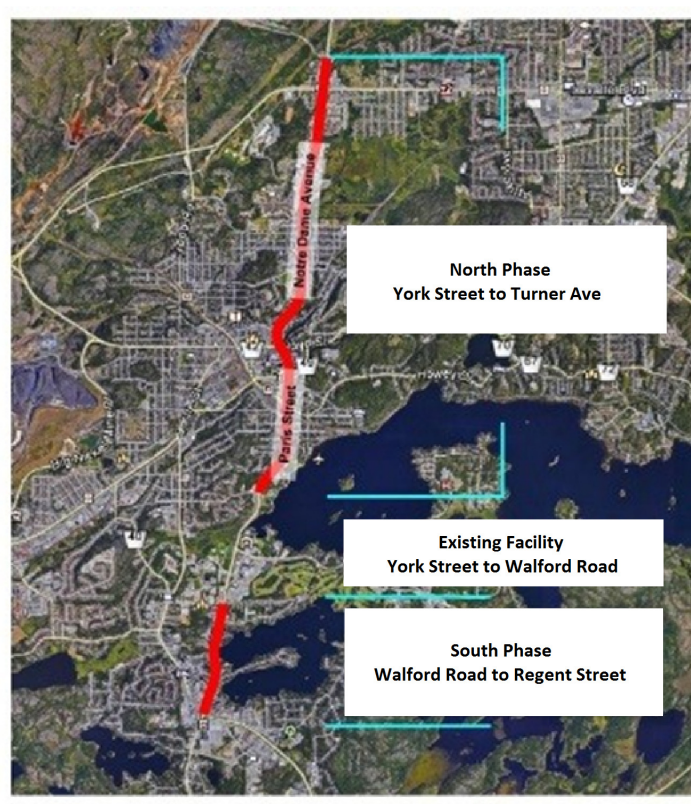 Notre Dame Avenue
North Phase
York Street to Turner Ave
Paris Street
Existing Facility
York Street to Walford Road
South Phase
Walford Road to Regent Street